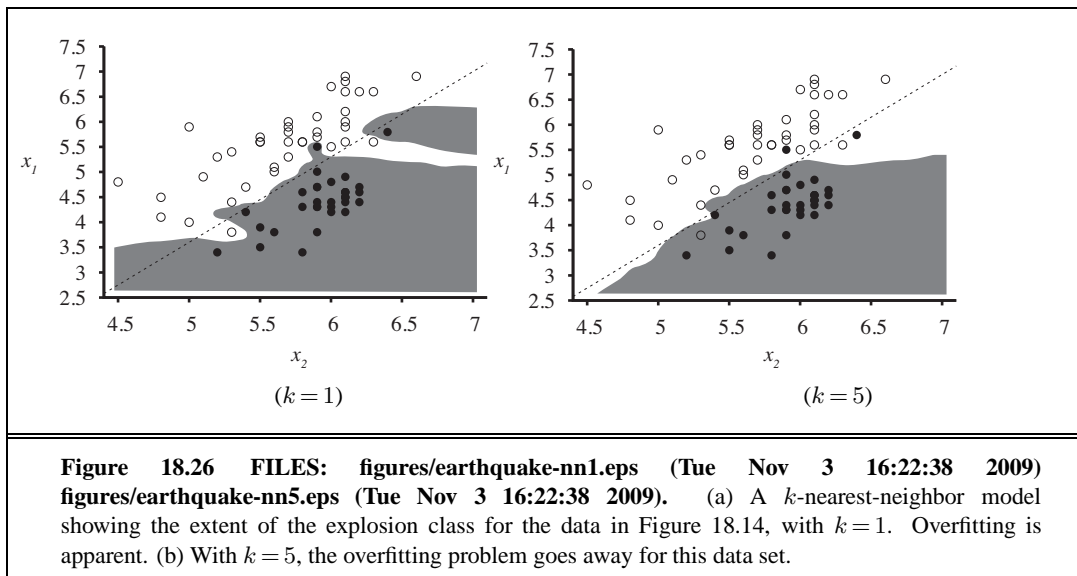 7.5
7
6.5
6
5.5
5
4.5
4
3.5
3
2.5
x1
4.5 5 5.5 6 6.5 7
x2
(k = 1)
7.5
7
6.5
6
5.5
5
4.5
4
3.5
3
2.5
x1
4.5 5 5.5 6 6.5 7
x2
(k = 5)
Figure 18.26 FILES: figures/earthquake-nn1.eps (Tue Nov 3 16:22:38 2009)
figures/earthquake-nn5.eps (Tue Nov 3 16:22:38 2009). (a) A k-nearest-neighbor model
showing the extent of the explosion class for the data in Figure 18.14, with k = 1. Overfitting is
apparent. (b) With k = 5, the overfitting problem goes away for this data set.